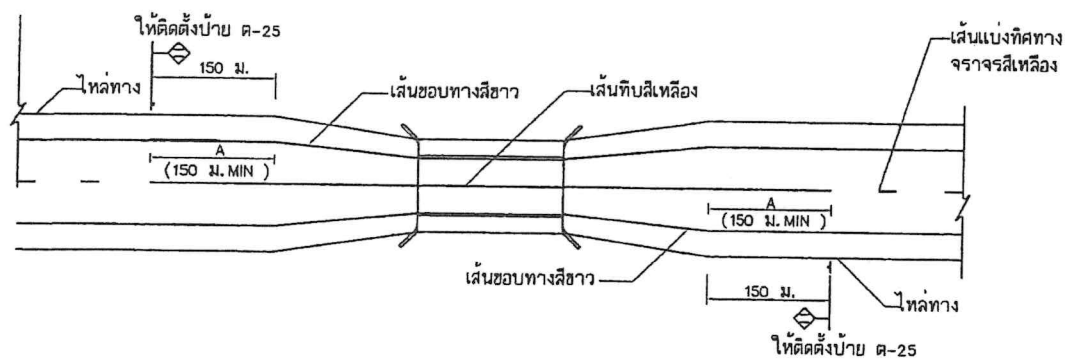 ให้ติดตั้งป้าย ต-25
150 ม.
ไหล่ทาง
เส้นขอบทางสีขาว
เส้นทึบสีเหลือง
เส้นแบ่งทิศทาง
จราจรสีเหลือง
A
(150 ม. MIN )
A
(150 ม. MIN )
เส้นขอบทางสีขาว
150 ม.
ไหล่ทาง
ให้ติดตั้งป้าย ต-25